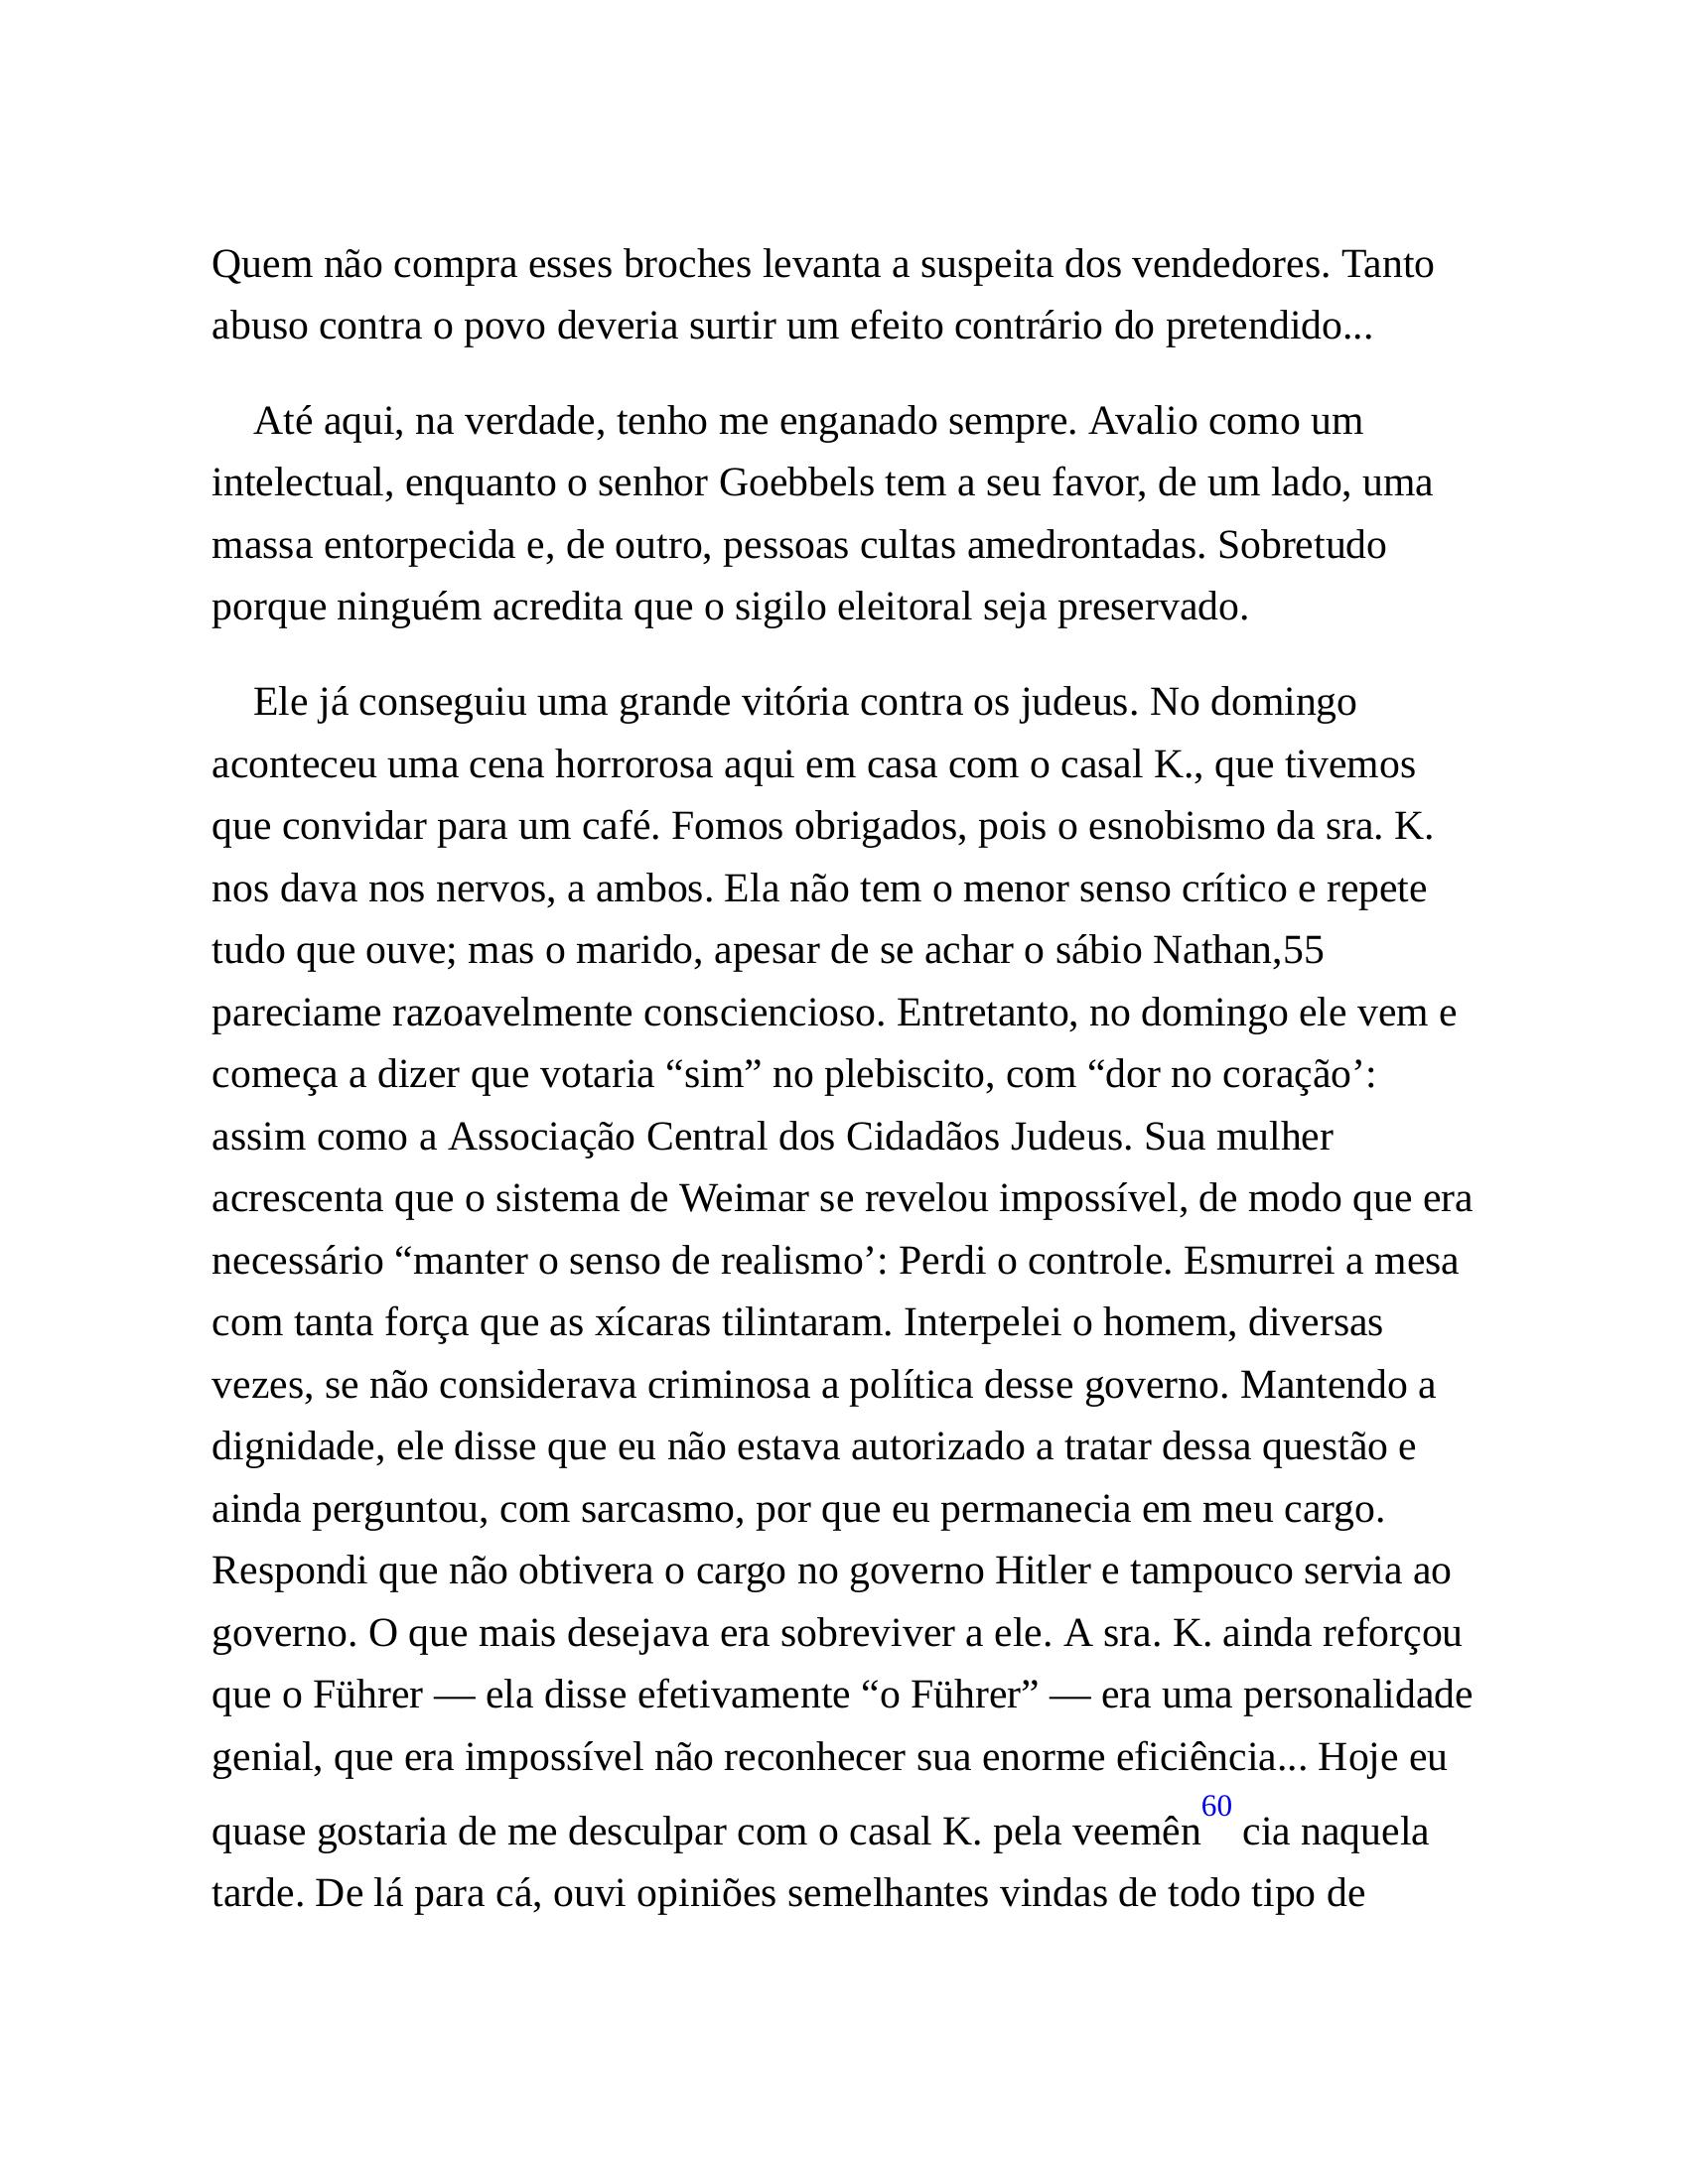 Quem não compra esses broches levanta a suspeita dos vendedores. Tanto
abuso contra o povo deveria surtir um efeito contrário do pretendido...
Até aqui, na verdade, tenho me enganado sempre. Avalio como um
intelectual, enquanto o senhor Goebbels tem a seu favor, de um lado, uma
massa entorpecida e, de outro, pessoas cultas amedrontadas. Sobretudo
porque ninguém acredita que o sigilo eleitoral seja preservado.
Ele já conseguiu uma grande vitória contra os judeus. No domingo
aconteceu uma cena horrorosa aqui em casa com o casal K., que tivemos
que convidar para um café. Fomos obrigados, pois o esnobismo da sra. K.
nos dava nos nervos, a ambos. Ela não tem o menor senso crítico e repete
tudo que ouve; mas o marido, apesar de se achar o sábio Nathan,55
pareciame razoavelmente consciencioso. Entretanto, no domingo ele vem e
começa a dizer que votaria “sim” no plebiscito, com “dor no coração’:
assim como a Associação Central dos Cidadãos Judeus. Sua mulher
acrescenta que o sistema de Weimar se revelou impossível, de modo que era
necessário “manter o senso de realismo’: Perdi o controle. Esmurrei a mesa
com tanta força que as xícaras tilintaram. Interpelei o homem, diversas
vezes, se não considerava criminosa a política desse governo. Mantendo a
dignidade, ele disse que eu não estava autorizado a tratar dessa questão e
ainda perguntou, com sarcasmo, por que eu permanecia em meu cargo.
Respondi que não obtivera o cargo no governo Hitler e tampouco servia ao
governo. O que mais desejava era sobreviver a ele. A sra. K. ainda reforçou
que o Führer — ela disse efetivamente “o Führer” — era uma personalidade
genial, que era impossível não reconhecer sua enorme eficiência... Hoje eu
quase gostaria de me desculpar com o casal K. pela veemên60 cia naquela
tarde. De lá para cá, ouvi opiniões semelhantes vindas de todo tipo de